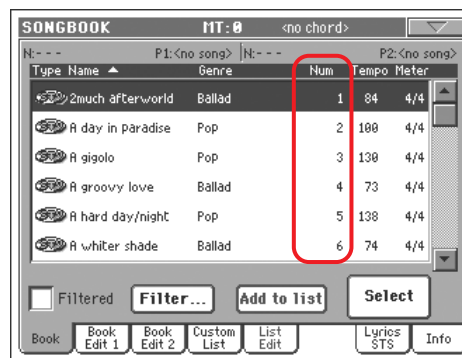 SONGBOOK MT:0 <no chord>
N:--- P1:<no song> N:--- P2:<no song>
Type Name Genre Num Tempo Meter
2much afterworld Ballad 1 84 4/4
A day in paradise Pop 2 100 4/4
A gigolo Pop 3 130 4/4
A groovy love Ballad 4 73 4/4
A hard day/night Pop 5 138 4/4
A whiter shade Ballad 6 74 4/4
Filtered Filter... Add to list Select
Book Book Edit 1 Book Edit 2 Custom List List Edit Lyrics STS Info